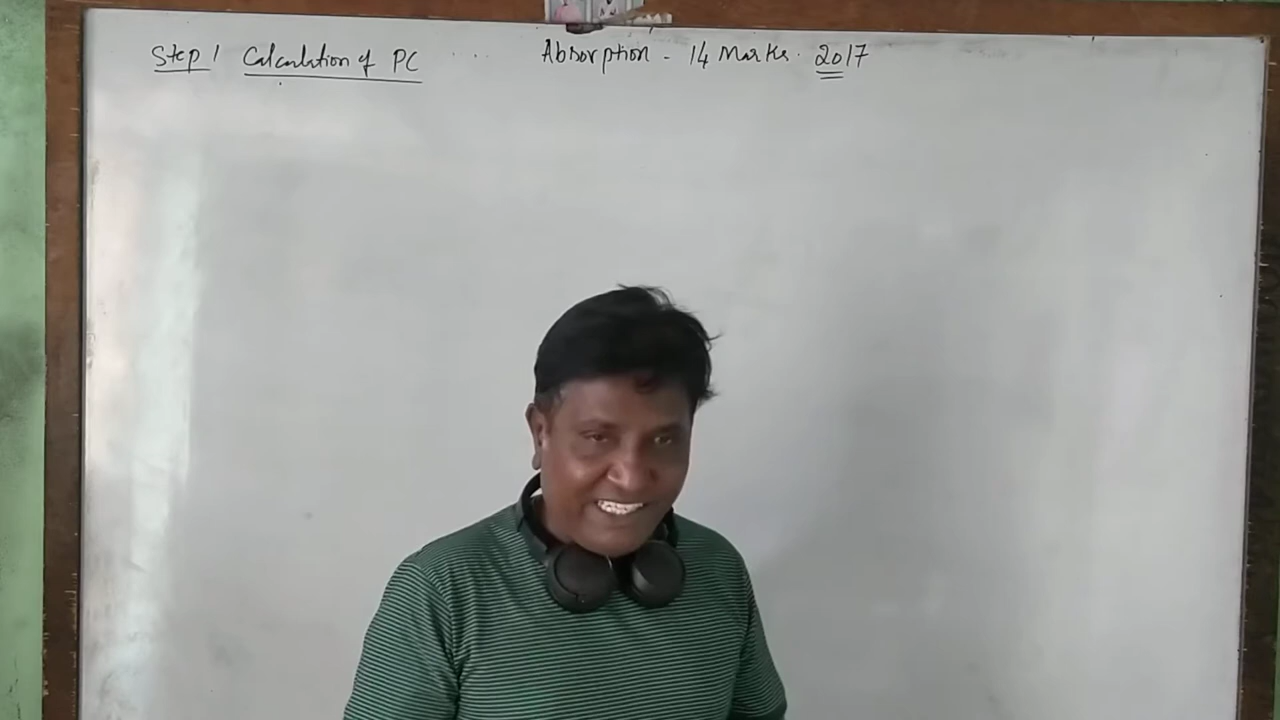 Step 1 Calculation of PC .... Absorption - 14 Marks. 2017